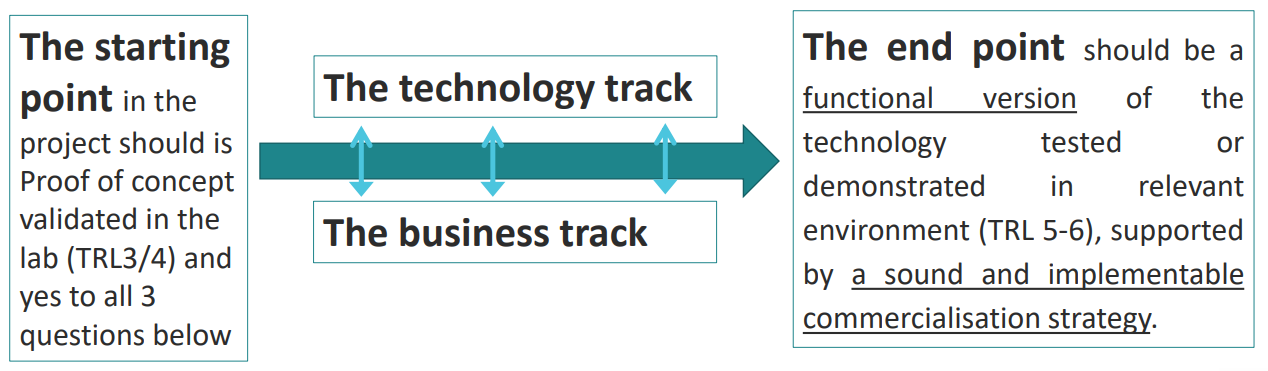 The starting
point in the
project should is
Proof of concept
validated in the
lab (TRL3/4) and
yes to all 3
questions below
The technology track
The business track
The end point should be a
functional version of the
technology tested or
demonstrated in relevant
environment (TRL 5-6), supported
by a sound and implementable
commercialisation strategy.